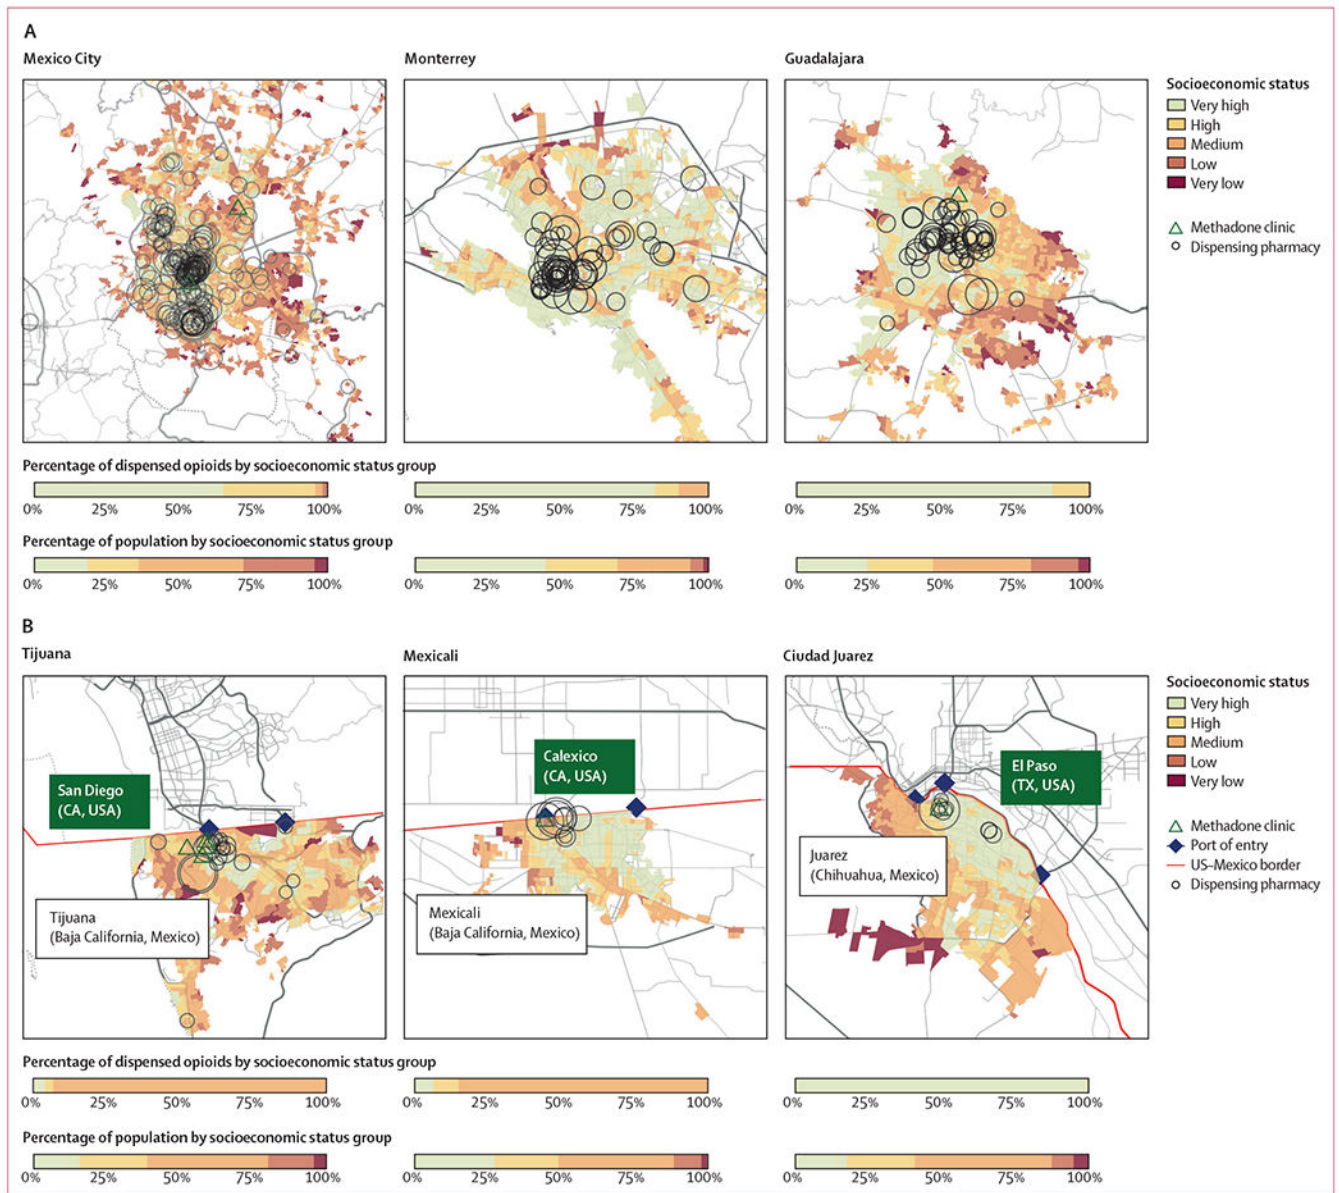 A
Mexico City
Monterrey
Guadalajara
Socioeconomic status
Very high
High
Medium
Low
Very low
Methadone clinic
Dispensing pharmacy
Percentage of dispensed opioids by socioeconomic status group
0% 25% 50% 75% 100%
0% 25% 50% 75% 100%
0% 25% 50% 75% 100%
Percentage of population by socioeconomic status group
0% 25% 50% 75% 100%
0% 25% 50% 75% 100%
0% 25% 50% 75% 100%
B
Tijuana
Mexicali
Ciudad Juarez
San Diego
(CA, USA)
Tijuana
(Baja California, Mexico)
Calexico
(CA, USA)
Mexicali
(Baja California, Mexico)
El Paso
(TX, USA)
Juarez
(Chihuahua, Mexico)
Socioeconomic status
Very high
High
Medium
Low
Very low
Methadone clinic
Port of entry
US–Mexico border
Dispensing pharmacy
Percentage of dispensed opioids by socioeconomic status group
0% 25% 50% 75% 100%
0% 25% 50% 75% 100%
0% 25% 50% 75% 100%
Percentage of population by socioeconomic status group
0% 25% 50% 75% 100%
0% 25% 50% 75% 100%
0% 25% 50% 75% 100%